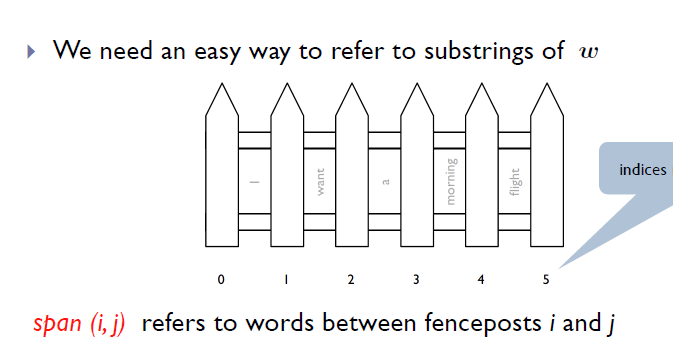 We need an easy way to refer to substrings of w
I want a morning flight
indices
0 1 2 3 4 5
span (i, j) refers to words between fenceposts i and j